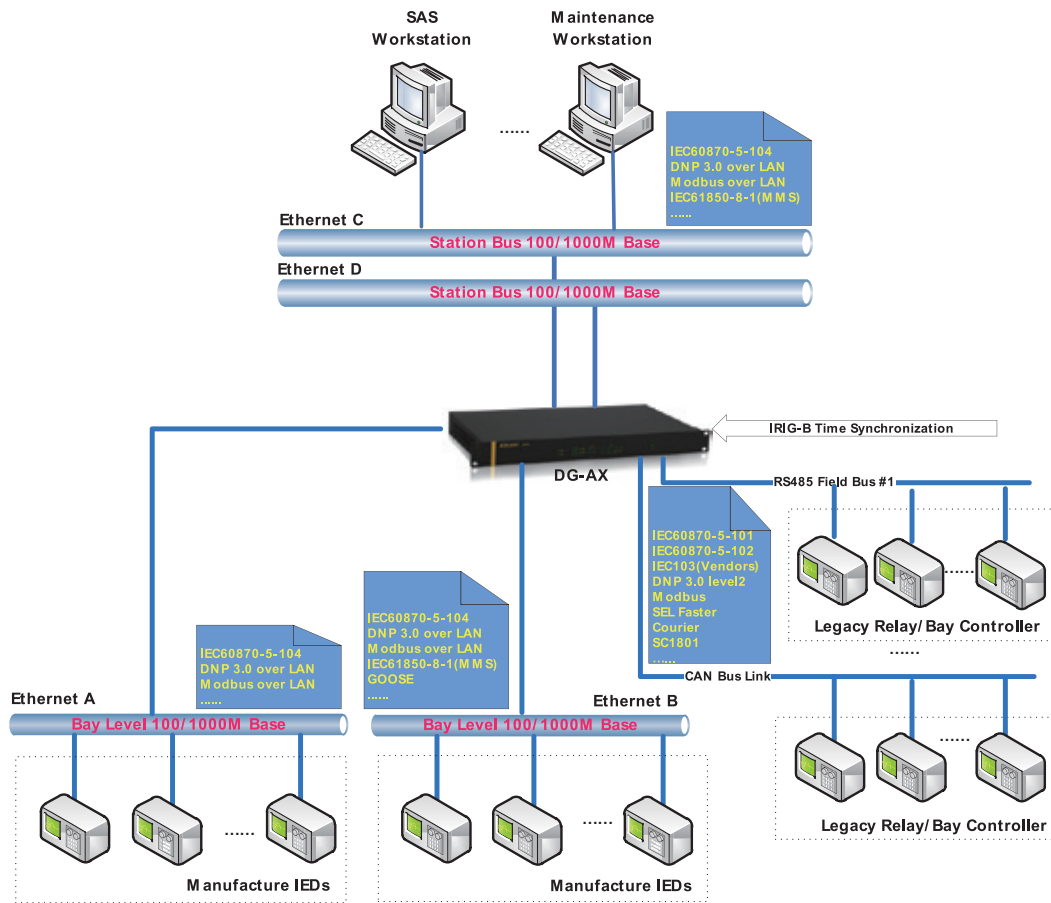 SAS
Workstation
Maintenance
Workstation
......
IEC60870-5-104
DNP 3.0 over LAN
Modbus over LAN
IEC61850-8-1(MMS)
......
Ethernet C
Station Bus 100/1000M Base
Ethernet D
Station Bus 100/1000M Base
IRIG-B Time Synchronization
DG-AX
RS485 Field Bus #1
IEC60870-5-101
IEC60870-5-102
IEC103(Vendors)
DNP 3.0 level2
Modbus
SEL Faster
Courier
SC1801
......
......
Legacy Relay/Bay Controller
......
CAN Bus Link
......
Legacy Relay/Bay Controller
IEC60870-5-104
DNP 3.0 over LAN
Modbus over LAN
IEC61850-8-1(MMS)
GOOSE
......
IEC60870-5-104
DNP 3.0 over LAN
Modbus over LAN
......
Ethernet A
Bay Level 100/1000M Base
......
Manufacture IEDs
Ethernet B
Bay Level 100/1000M Base
......
Manufacture IEDs